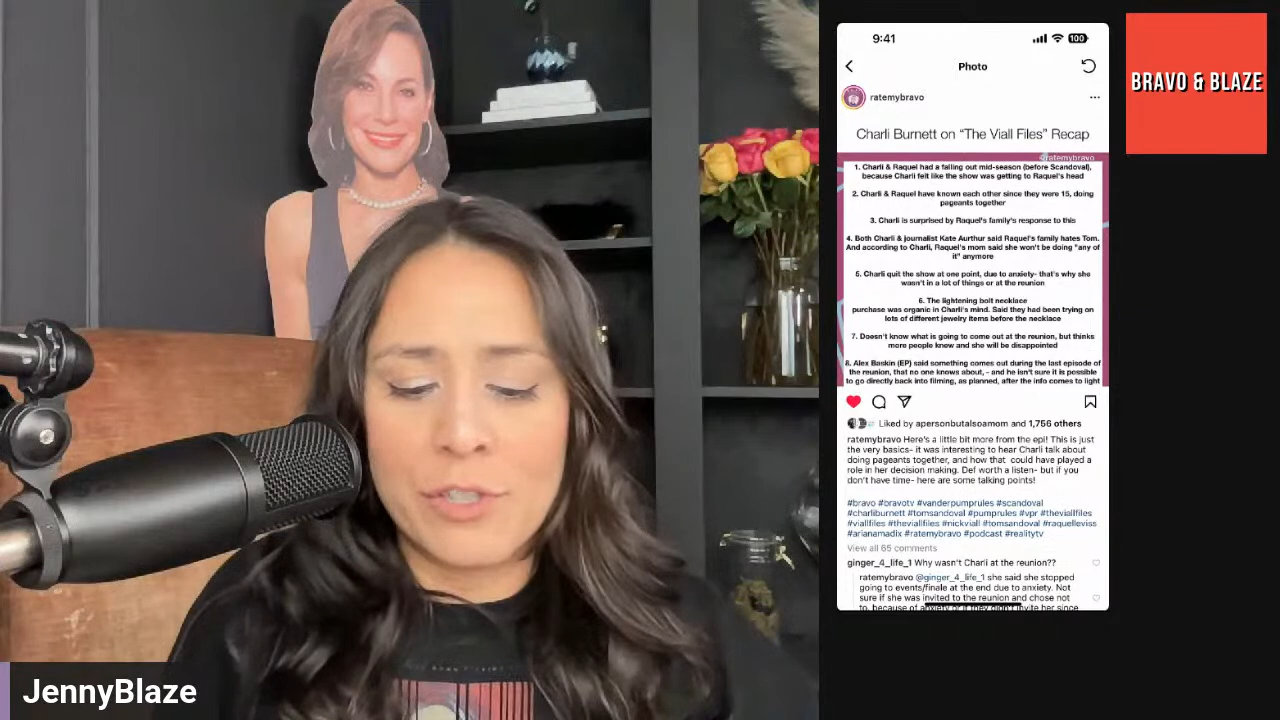 9:41
100
Photo
BRAVO & BLAZE
ratemybravo
Charli Burnett on “The Viall Files” Recap
@ratemybravo
1. Charli & Raquel had a falling out mid-season (before Scandoval),
because Charli felt like the show was getting to Raquel's head
2. Charli & Raquel have known each other since they were 15, doing
pageants together
3. Charli is surprised by Raquel's family's response to this
4. Both Charli & journalist Kate Aurthur said Raquel's family hates Tom.
And according to Charli, Raquel's mom said she won't be doing "any of
it" anymore
5. Charli quit the show at one point, due to anxiety- that's why she
wasn't in a lot of things or at the reunion
6. The lightening bolt necklace
purchase was organic in Charli's mind. Said they had been trying on
lots of different jewelry items before the necklace
7. Doesn't know what is going to come out at the reunion, but thinks
more people knew and she will be disappointed
8. Alex Baskin (EP) said something comes out during the last episode of
the reunion, that no one knows about, - and he isn't sure it is possible
to go directly back into filming, as planned, after the info comes to light
Liked by apersonbutalsoamom and 1,756 others
ratemybravo Here's a little bit more from the epi! This is just
the very basics- it was interesting to hear Charli talk about
doing pageants together, and how that could have played a
role in her decision making. Def worth a listen- but if you
don't have time- here are some talking points!
#bravo #bravotv #vanderpumprules #scandoval
#charliburnett #tomsandoval #pumprules #vpr #theviallfiles
#viallfiles #theviallfiles #nickviall #tomsandoval #raquelleviss
#arianamadix #ratemybravo #podcast #realitytv
View all 65 comments
ginger_4_life_1 Why wasn't Charli at the reunion??
ratemybravo @ginger_4_life_1 she said she stopped
going to events/finale at the end due to anxiety. Not
sure if she was invited to the reunion and chose not
to, because of anxiety or if they didn't invite her since
JennyBlaze